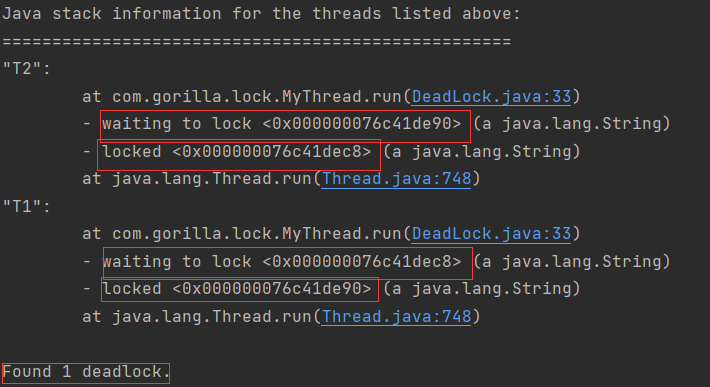 Java stack information for the threads listed above:
===================================================
"T2":
at com.gorilla.lock.MyThread.run(DeadLock.java:33)
- waiting to lock <0x000000076c41de90> (a java.lang.String)
- locked <0x000000076c41dec8> (a java.lang.String)
at java.lang.Thread.run(Thread.java:748)
"T1":
at com.gorilla.lock.MyThread.run(DeadLock.java:33)
- waiting to lock <0x000000076c41dec8> (a java.lang.String)
- locked <0x000000076c41de90> (a java.lang.String)
at java.lang.Thread.run(Thread.java:748)
Found 1 deadlock.